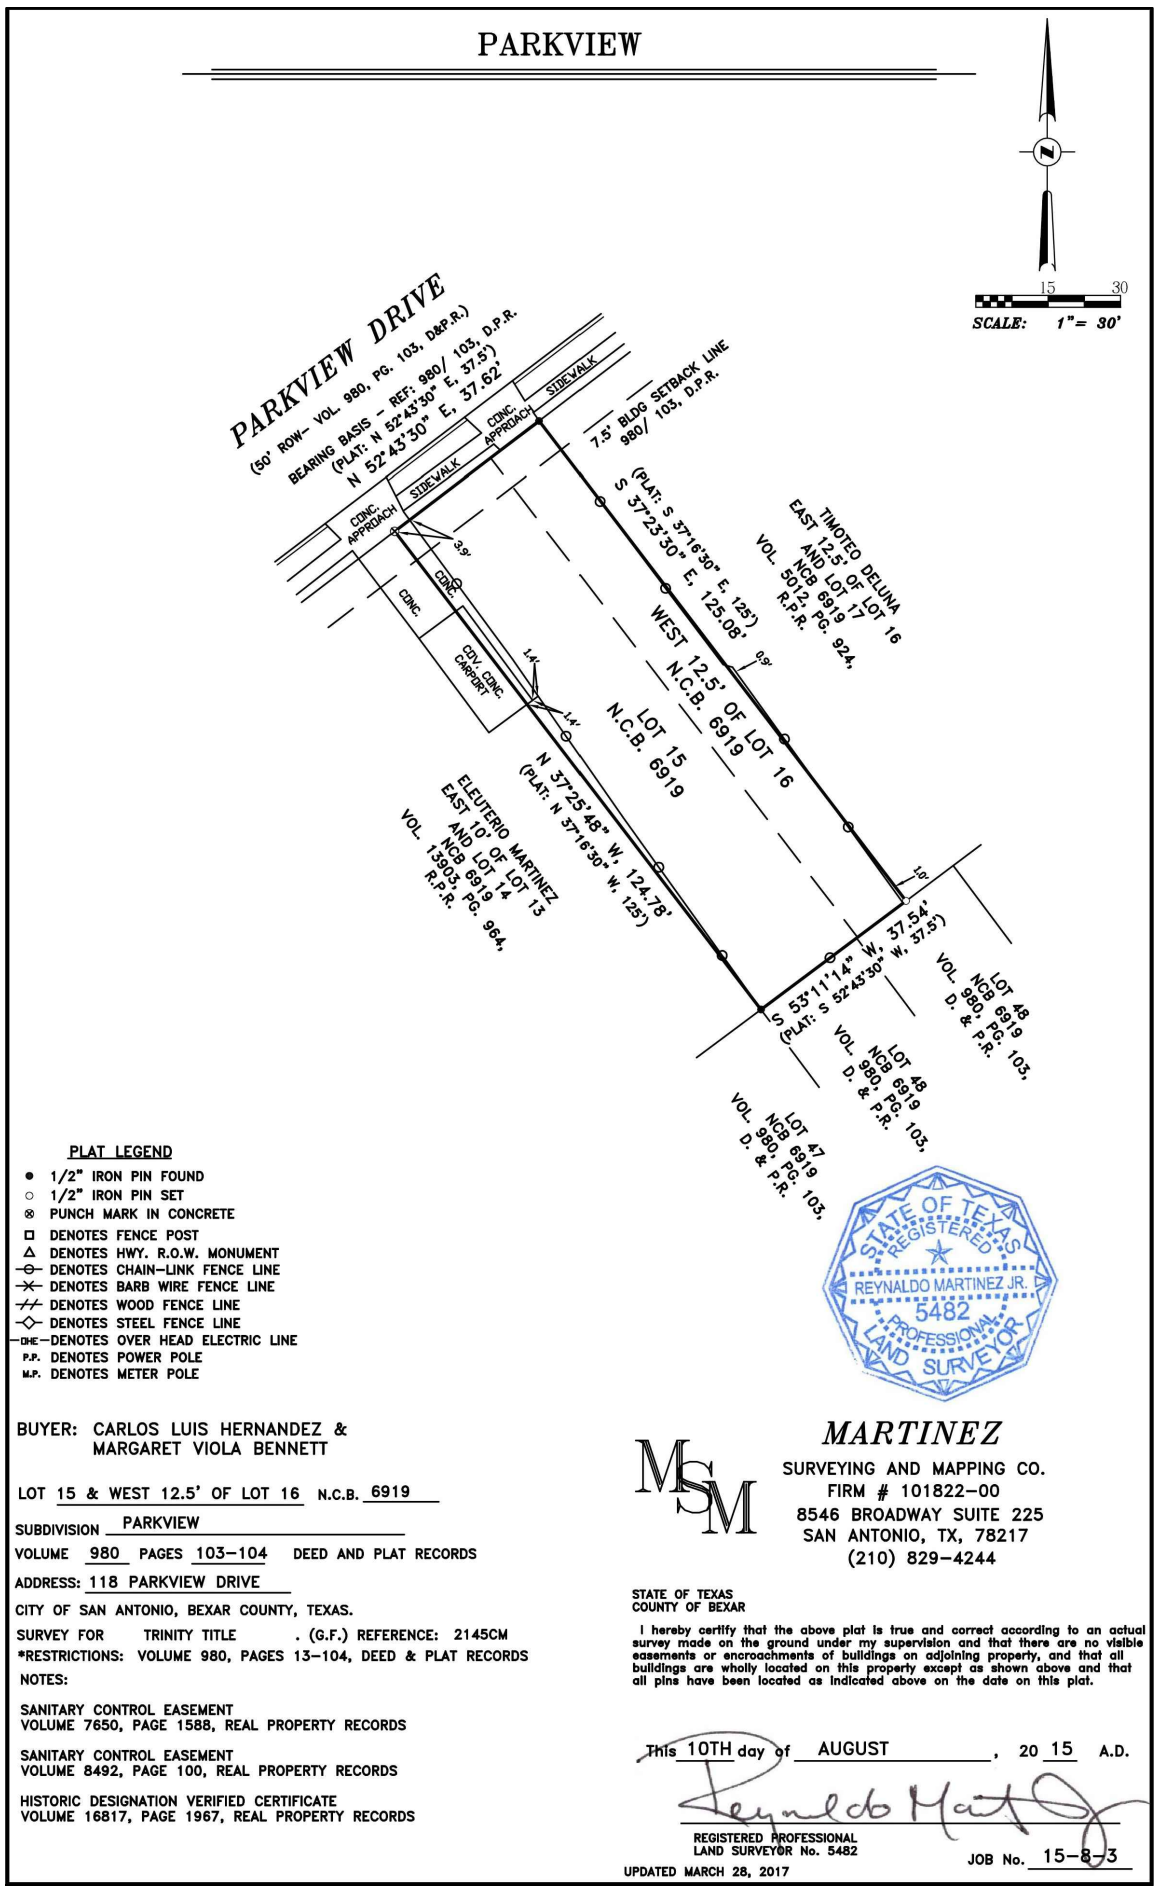 PARKVIEW
N
15 30
SCALE: 1"= 30'
PARKVIEW DRIVE
(50' ROW- VOL. 980, PG. 103, D&P.R.)
BEARING BASIS - REF: 980/ 103, D.P.R.
(PLAT: N 52°43'30" E, 37.5')
N 52°43'30" E, 37.62'
SIDEWALK
CONC.
APPROACH
SIDEWALK
CONC.
APPROACH
7.5' BLDG SETBACK LINE
980/ 103, D.P.R.
3.9'
CONC.
CONC.
COV. CONC.
CARPORT
1.4'
1.4'
(PLAT: S 37°16'30" E, 125')
S 37°23'30" E, 125.08'
TIMOTEO DELUNA
EAST 12.5' OF LOT 16
AND LOT 17
NCB 6919
VOL. 5012, PG. 924,
R.P.R.
0.9'
WEST 12.5' OF LOT 16
N.C.B. 6919
LOT 15
N.C.B. 6919
N 37°25'48" W, 124.78'
(PLAT: N 37°16'30" W, 125')
ELEUTERIO MARTINEZ
EAST 10' OF LOT 13
AND LOT 14
NCB 6919
VOL. 13903, PG. 964,
R.P.R.
1.0'
S 53°11'14" W, 37.54'
(PLAT: S 52°43'30" W, 37.5')
LOT 48
NCB 6919
VOL. 980, PG. 103,
D. & P.R.
LOT 48
NCB 6919
VOL. 980, PG. 103,
D. & P.R.
LOT 47
NCB 6919
VOL. 980, PG. 103,
D. & P.R.
PLAT LEGEND
1/2" IRON PIN FOUND
1/2" IRON PIN SET
PUNCH MARK IN CONCRETE
DENOTES FENCE POST
DENOTES HWY. R.O.W. MONUMENT
DENOTES CHAIN-LINK FENCE LINE
DENOTES BARB WIRE FENCE LINE
DENOTES WOOD FENCE LINE
DENOTES STEEL FENCE LINE
OHE DENOTES OVER HEAD ELECTRIC LINE
P.P. DENOTES POWER POLE
M.P. DENOTES METER POLE
STATE OF TEXAS
REGISTERED
REYNALDO MARTINEZ JR.
5482
PROFESSIONAL
LAND SURVEYOR
BUYER: CARLOS LUIS HERNANDEZ &
MARGARET VIOLA BENNETT
LOT 15 & WEST 12.5' OF LOT 16 N.C.B. 6919
SUBDIVISION PARKVIEW
VOLUME 980 PAGES 103-104 DEED AND PLAT RECORDS
ADDRESS: 118 PARKVIEW DRIVE
CITY OF SAN ANTONIO, BEXAR COUNTY, TEXAS.
SURVEY FOR TRINITY TITLE . (G.F.) REFERENCE: 2145CM
*RESTRICTIONS: VOLUME 980, PAGES 13-104, DEED & PLAT RECORDS
NOTES:
SANITARY CONTROL EASEMENT
VOLUME 7650, PAGE 1588, REAL PROPERTY RECORDS
SANITARY CONTROL EASEMENT
VOLUME 8492, PAGE 100, REAL PROPERTY RECORDS
HISTORIC DESIGNATION VERIFIED CERTIFICATE
VOLUME 16817, PAGE 1967, REAL PROPERTY RECORDS
MSM
MARTINEZ
SURVEYING AND MAPPING CO.
FIRM # 101822-00
8546 BROADWAY SUITE 225
SAN ANTONIO, TX, 78217
(210) 829-4244
STATE OF TEXAS
COUNTY OF BEXAR
I hereby certify that the above plat is true and correct according to an actual
survey made on the ground under my supervision and that there are no visible
easements or encroachments of buildings on adjoining property, and that all
buildings are wholly located on this property except as shown above and that
all pins have been located as indicated above on the date on this plat.
This 10TH day of AUGUST , 20 15 A.D.
Reynaldo Mart Jr
REGISTERED PROFESSIONAL
LAND SURVEYOR No. 5482
JOB No. 15-8-3
UPDATED MARCH 28, 2017